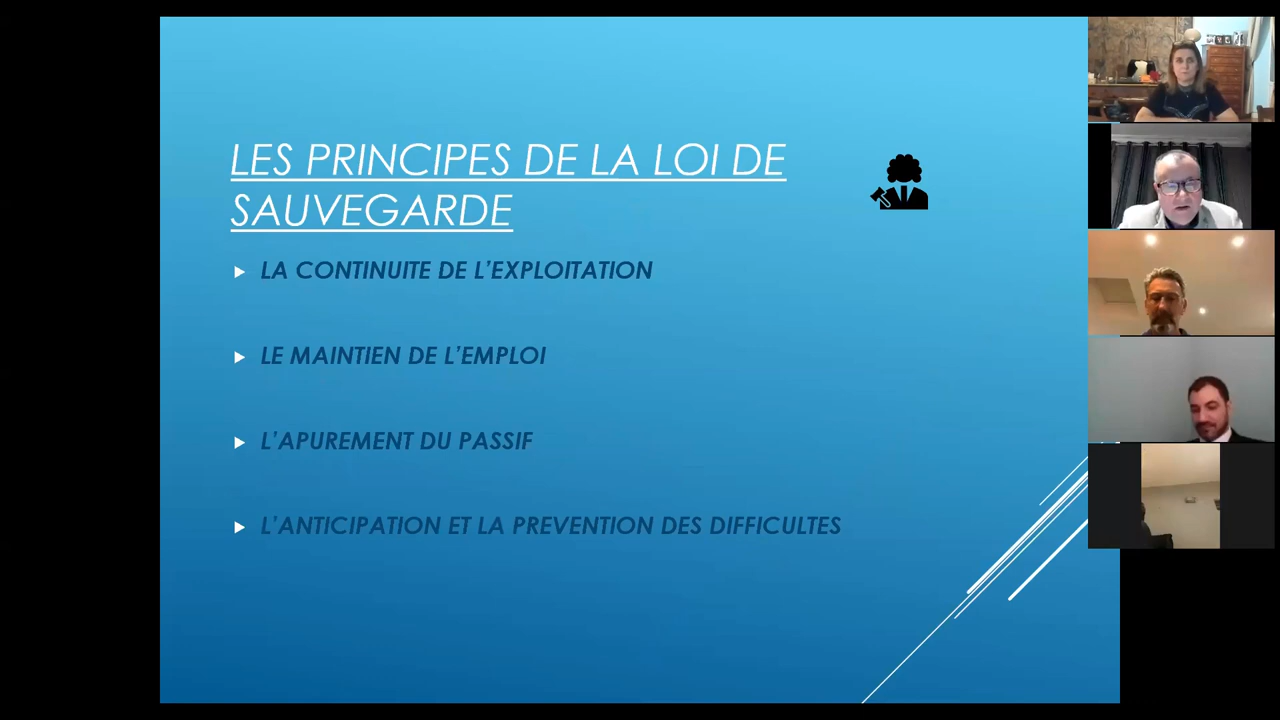 LES PRINCIPES DE LA LOI DE
SAUVEGARDE
LA CONTINUITE DE L'EXPLOITATION
LE MAINTIEN DE L'EMPLOI
L'APUREMENT DU PASSIF
L'ANTICIPATION ET LA PREVENTION DES DIFFICULTES